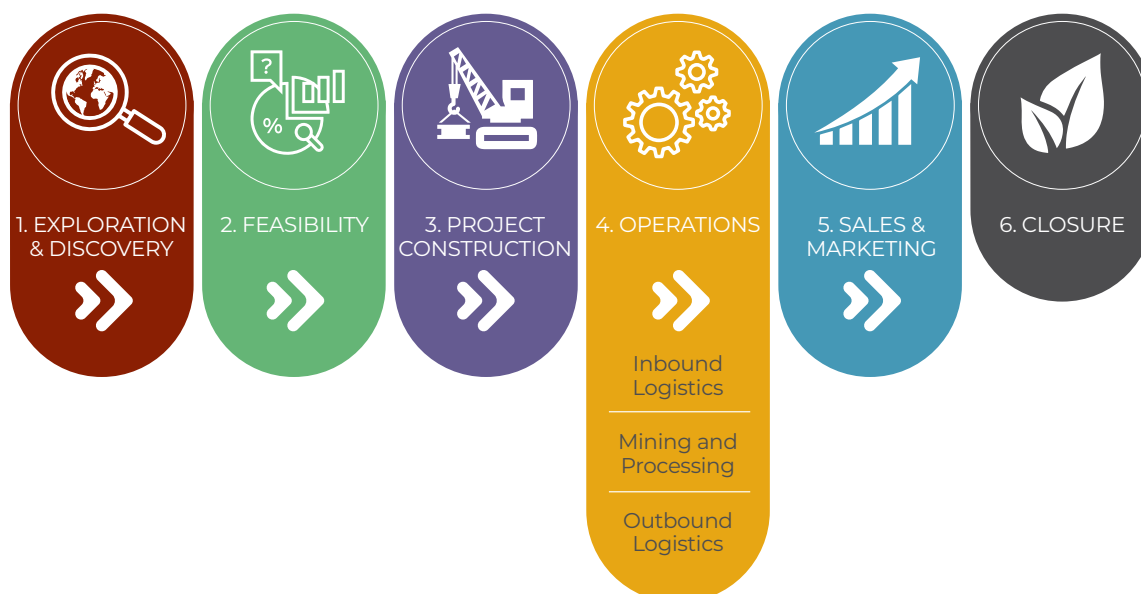 ?
%
1. EXPLORATION
& DISCOVERY
2. FEASIBILITY
3. PROJECT
CONSTRUCTION
4. OPERATIONS
Inbound
Logistics
Mining and
Processing
Outbound
Logistics
5. SALES &
MARKETING
6. CLOSURE